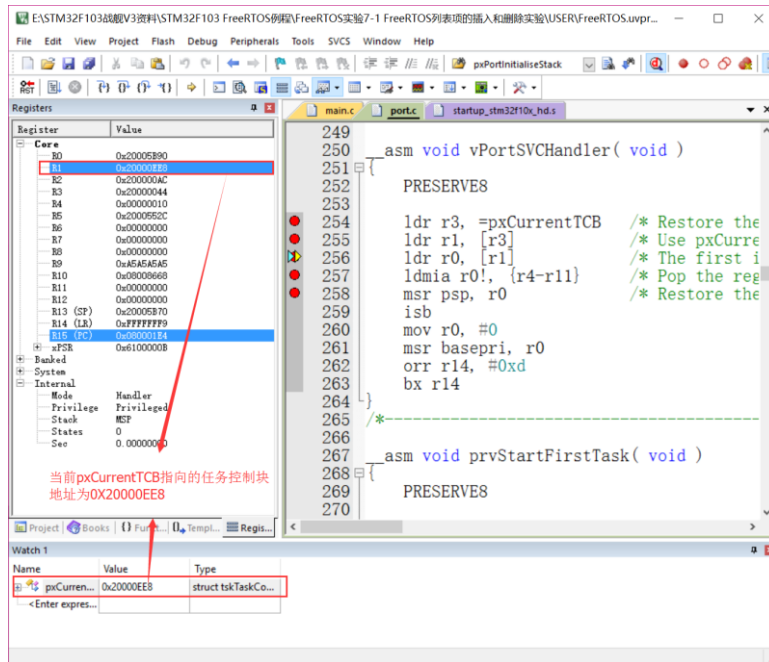 E:\STM32F103战舰V3资料\STM32F103 FreeRTOS例程\FreeRTOS实验7-1 FreeRTOS列表项的插入和删除实验\USER\FreeRTOS.uvpr...
File Edit View Project Flash Debug Peripherals Tools SVCS Window Help
pxPortInitialiseStack
RST
Registers
main.c port.c startup_stm32f10x_hd.s
Register Value
Core
R0 0x20005B90
R1 0x20000EE8
R2 0x200000AC
R3 0x20000044
R4 0x00000010
R5 0x2000552C
R6 0x00000000
R7 0x00000000
R8 0x00000000
R9 0xA5A5A5A5
R10 0x08008668
R11 0x00000000
R12 0x00000000
R13 (SP) 0x20005B70
R14 (LR) 0xFFFFFFF9
R15 (PC) 0x080001E4
xPSR 0x6100000B
Banked
System
Internal
Mode Handler
Privilege Privileged
Stack MSP
States 0
Sec 0.00000000
当前pxCurrentTCB指向的任务控制块
地址为0X20000EE8
249
250 __asm void vPortSVCHandler( void )
251 {
252 PRESERVE8
253
254 ldr r3, =pxCurrentTCB /* Restore the
255 ldr r1, [r3] /* Use pxCurre
256 ldr r0, [r1] /* The first i
257 ldmia r0!, {r4-r11} /* Pop the reg
258 msr psp, r0 /* Restore the
259 isb
260 mov r0, #0
261 msr basepri, r0
262 orr r14, #0xd
263 bx r14
264 }
265 /*-----------------------------------------
266
267 __asm void prvStartFirstTask( void )
268 {
269 PRESERVE8
270
Project Books {} Fu...t... Templ... Regis...
Watch 1
Name Value Type
pxCurren... 0x20000EE8 struct tskTaskCo...
<Enter expres...